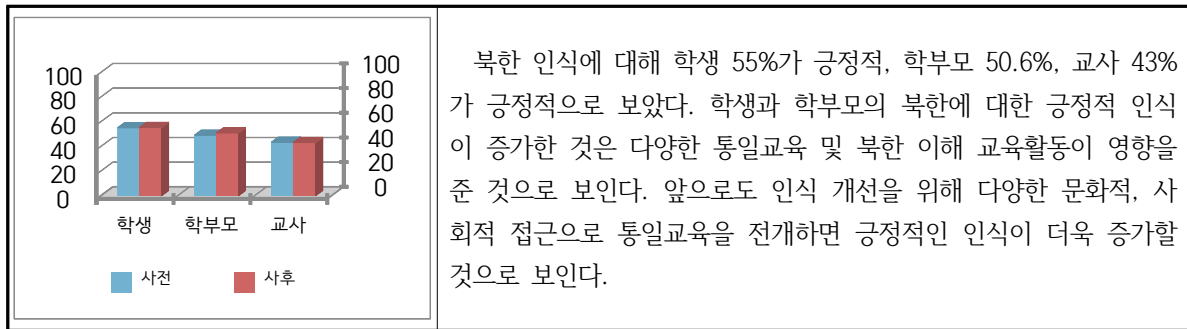 100
80
60
40
20
0
100
80
60
40
20
0
학생
학부모
교사
사전
사후
북한 인식에 대해 학생 55%가 긍정적, 학부모 50.6%, 교사 43%
가 긍정적으로 보았다. 학생과 학부모의 북한에 대한 긍정적 인식
이 증가한 것은 다양한 통일교육 및 북한 이해 교육활동이 영향을
준 것으로 보인다. 앞으로도 인식 개선을 위해 다양한 문화적, 사
회적 접근으로 통일교육을 전개하면 긍정적인 인식이 더욱 증가할
것으로 보인다.